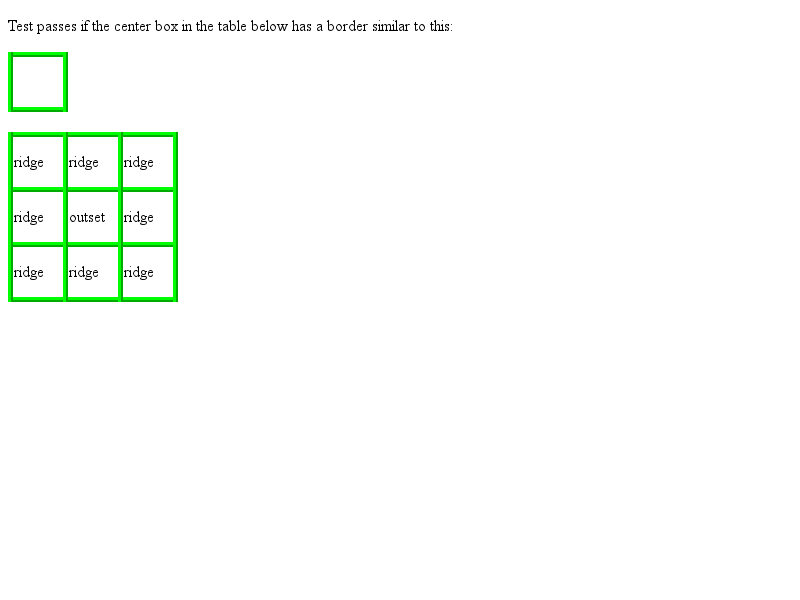 Test passes if the center box in the table below has a border similar to this:
ridge ridge ridge
ridge outset ridge
ridge ridge ridge